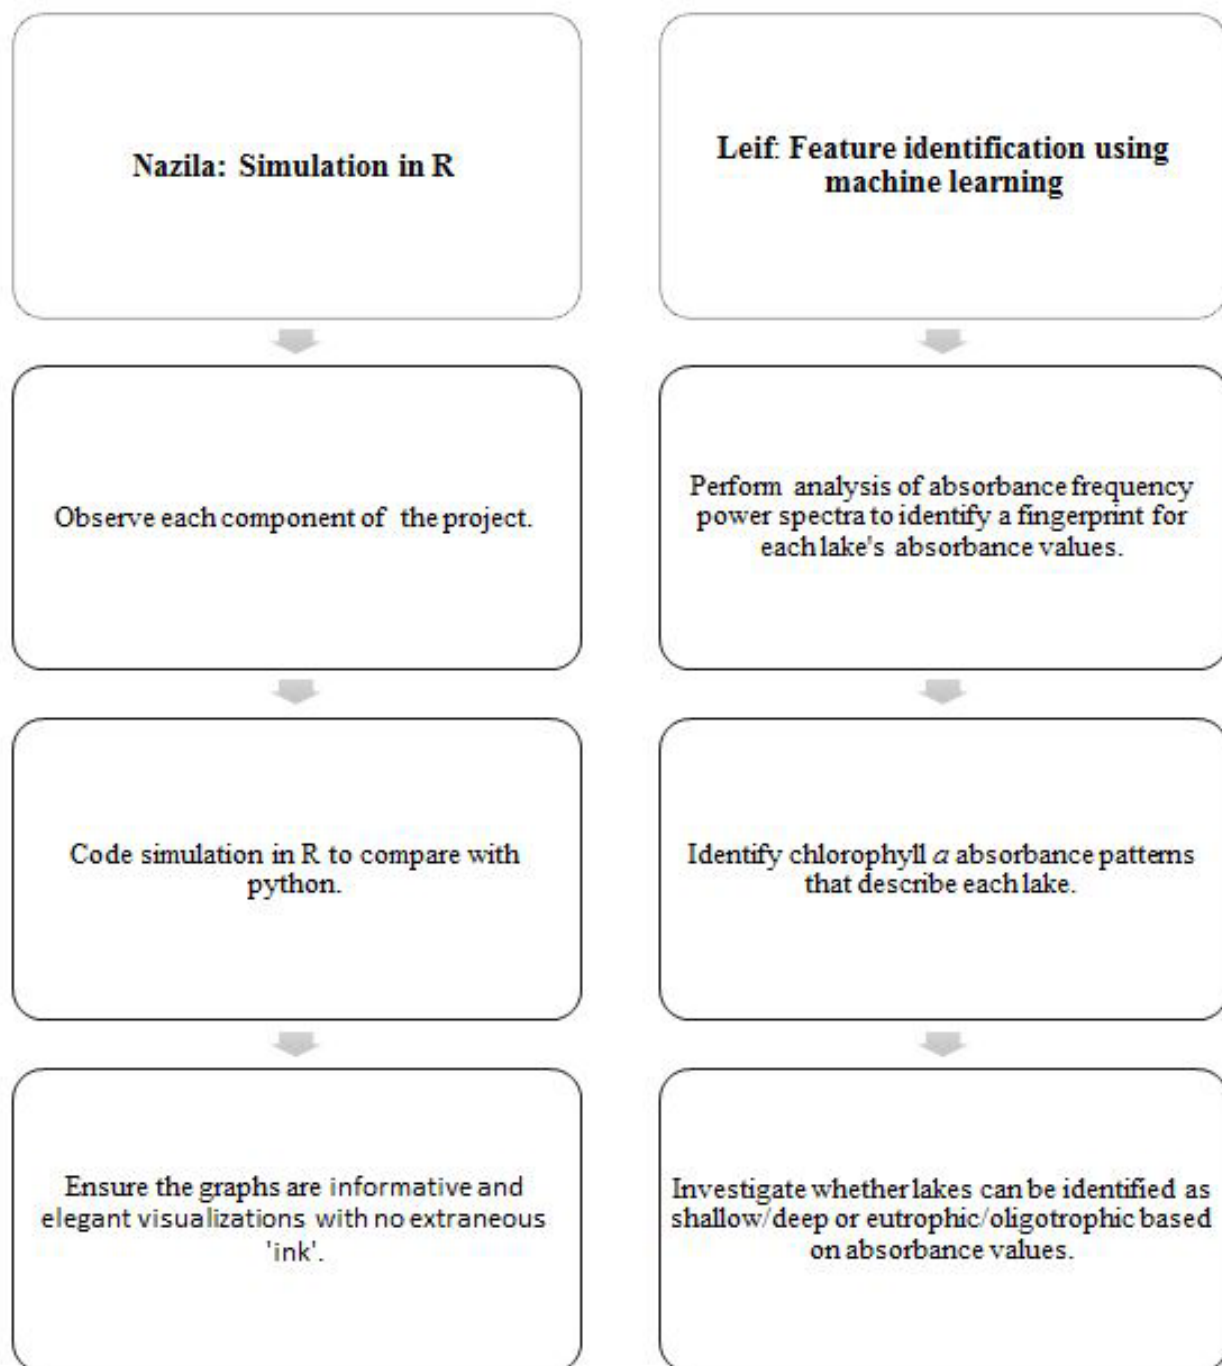 Nazila: Simulation in R
Observe each component of the project.
Code simulation in R to compare with
python.
Ensure the graphs are informative and
elegant visualizations with no extraneous
'ink'.
Leif: Feature identification using
machine learning
Perform analysis of absorbance frequency
power spectra to identify a fingerprint for
each lake's absorbance values.
Identify chlorophyll a absorbance patterns
that describe each lake.
Investigate whether lakes can be identified as
shallow/deep or eutrophic/oligotrophic based
on absorbance values.